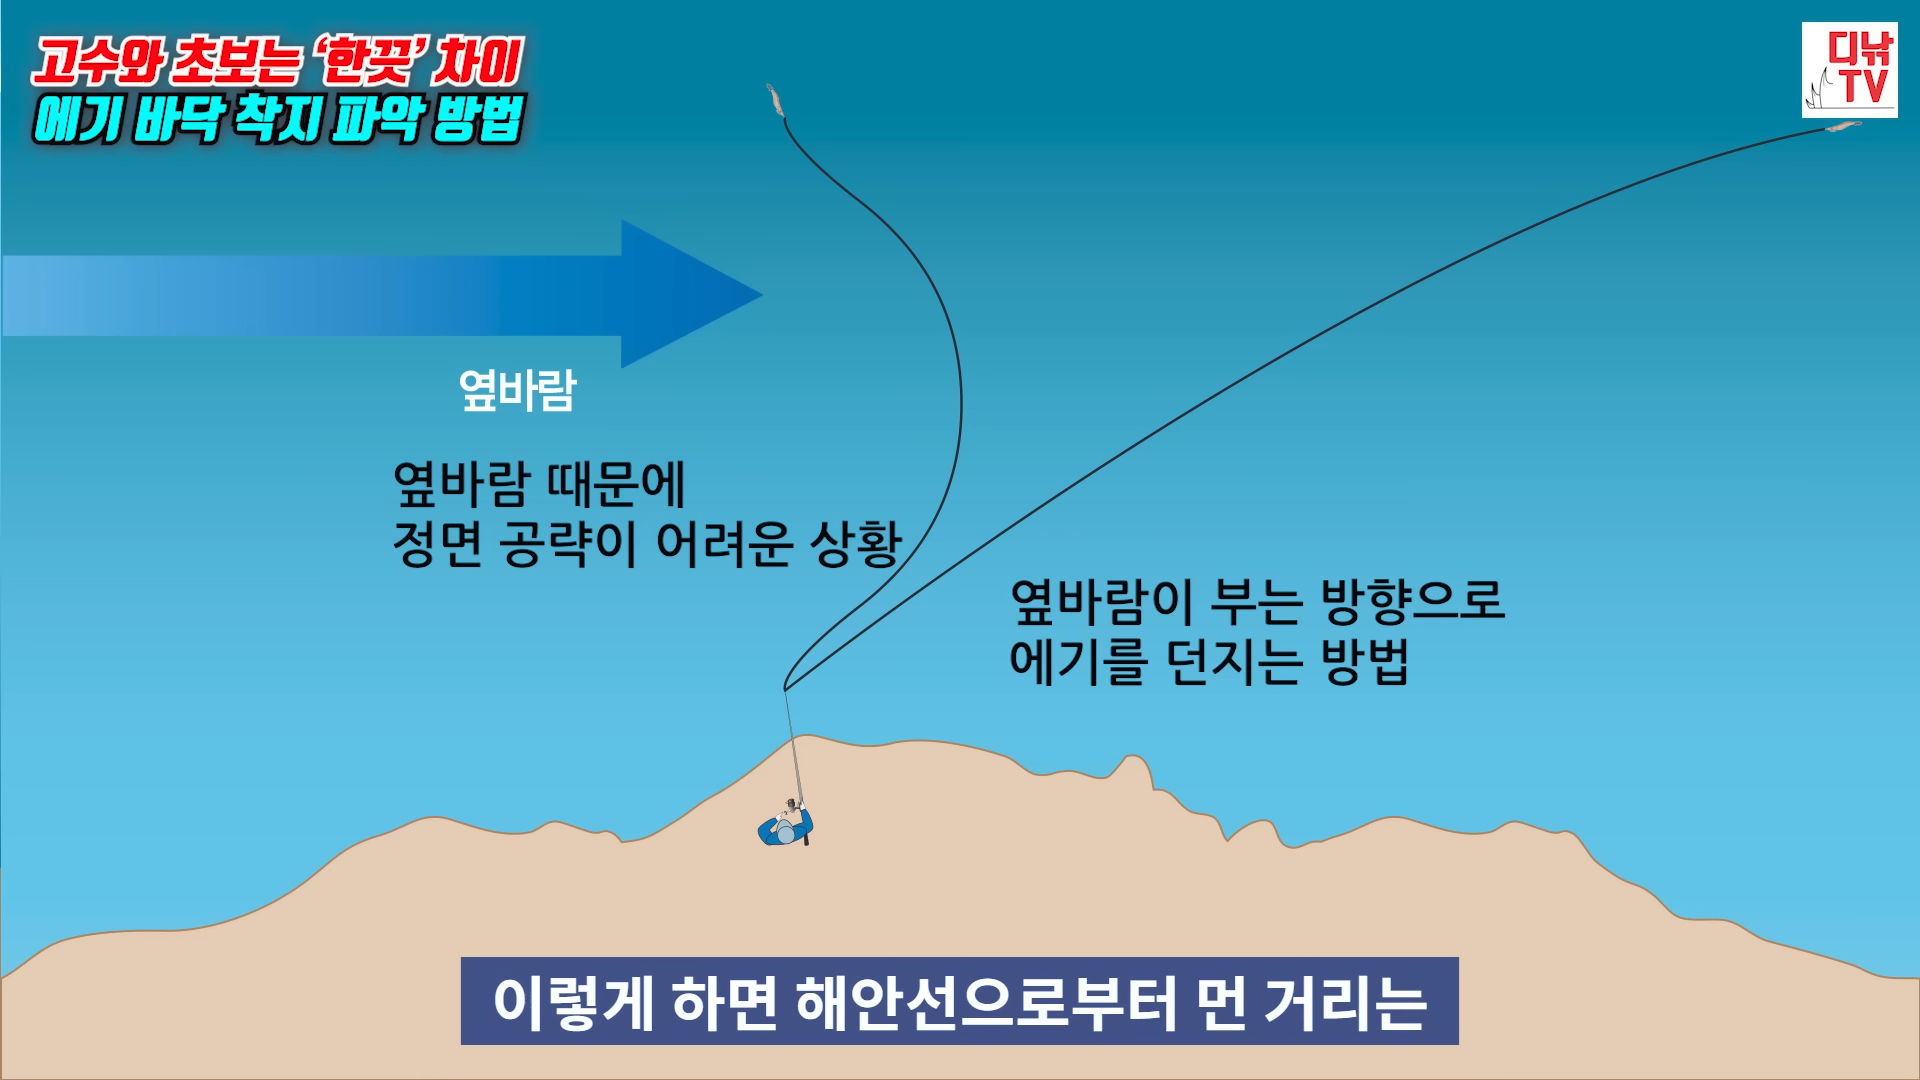 고수와 초보는 ‘한끗’ 차이
에기 바닥 착지 파악 방법
디낚
TV
옆바람
옆바람 때문에
정면 공략이 어려운 상황
옆바람이 부는 방향으로
에기를 던지는 방법
이렇게 하면 해안선으로부터 먼 거리는